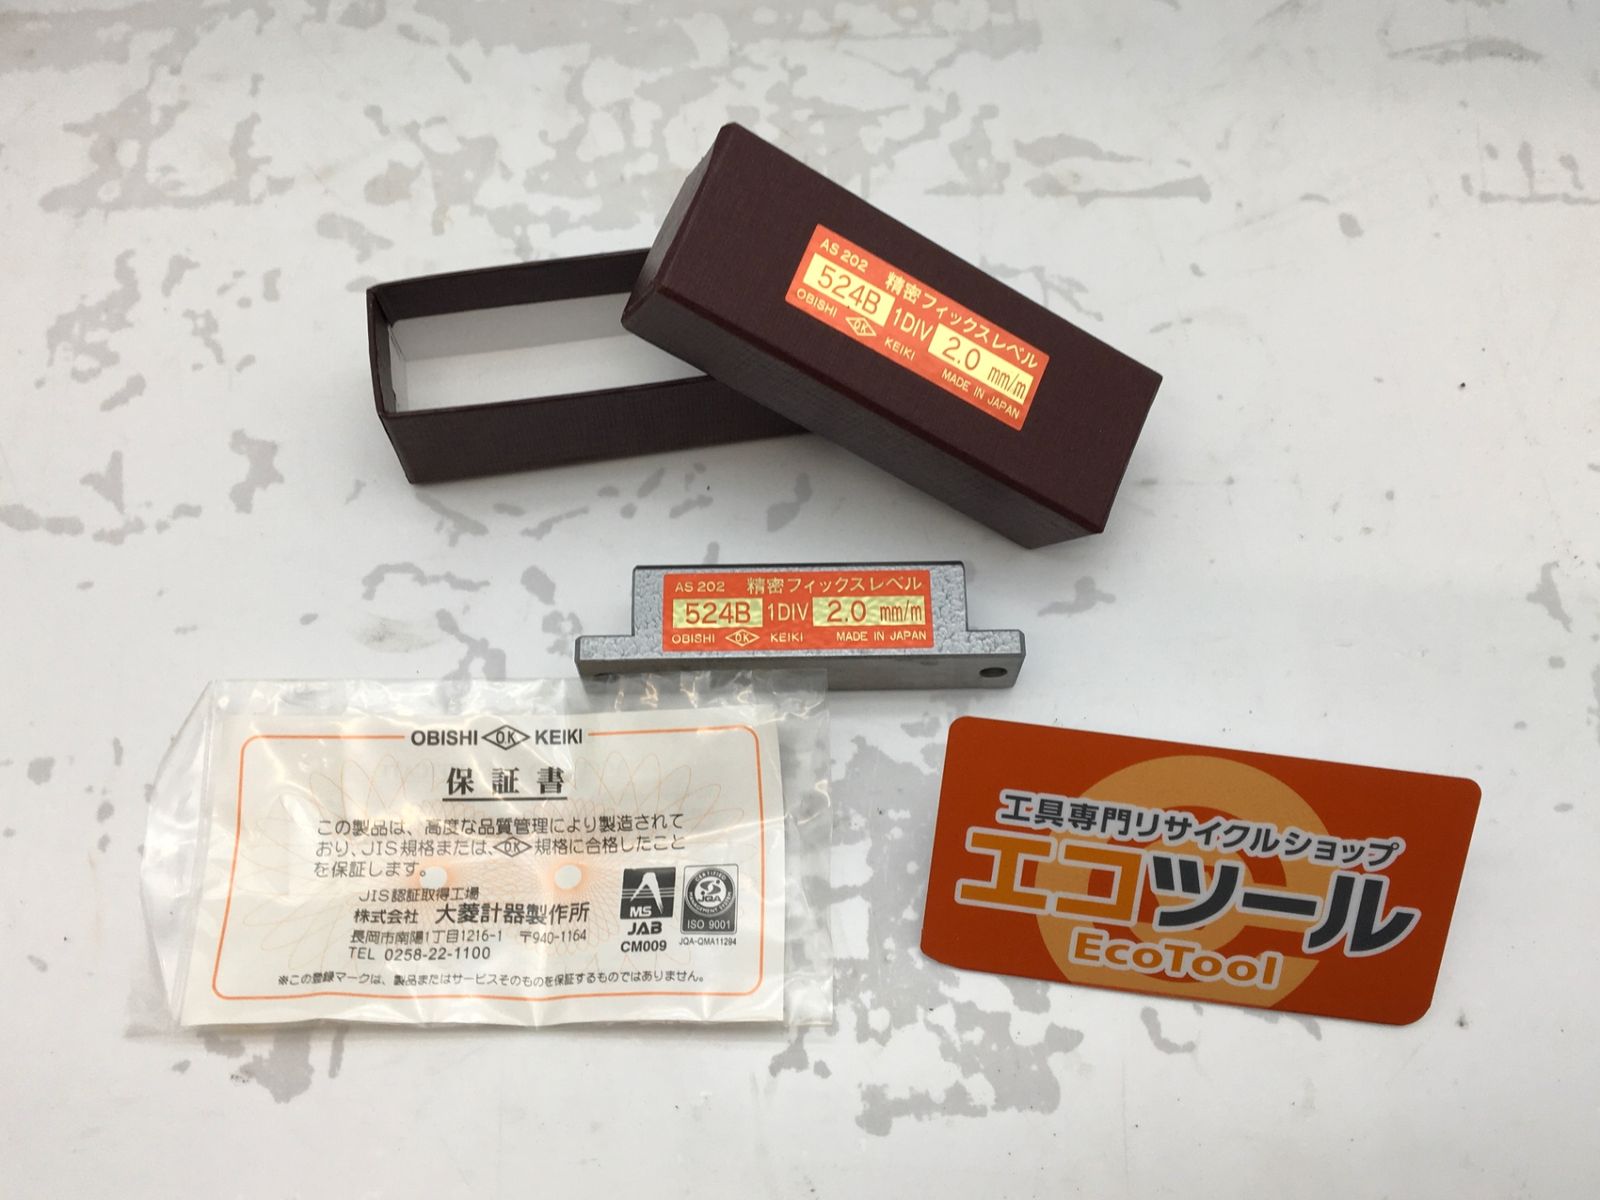 AS 202 精密フィックスレベル
524B 1DIV 2.0 mm/m
OBISHI OK KEIKI MADE IN JAPAN
AS 202 精密フィックスレベル
524B 1DIV 2.0 mm/m
OBISHI OK KEIKI MADE IN JAPAN
OBISHI OK KEIKI
保証書
この製品は、高度な品質管理により製造されて
おり、JIS規格または、OK規格に合格したこと
を保証します。
JIS認証取得工場
株式会社 大菱計器製作所
長岡市南陽1丁目1216-1 〒940-1164
TEL 0258-22-1100
MS
JAB
CM009
JQA
ISO 9001
JQA-QMA11294
※この登録マークは、製品またはサービスそのものを保証するものではありません。
工具専門リサイクルショップ
エコツール
EcoTool